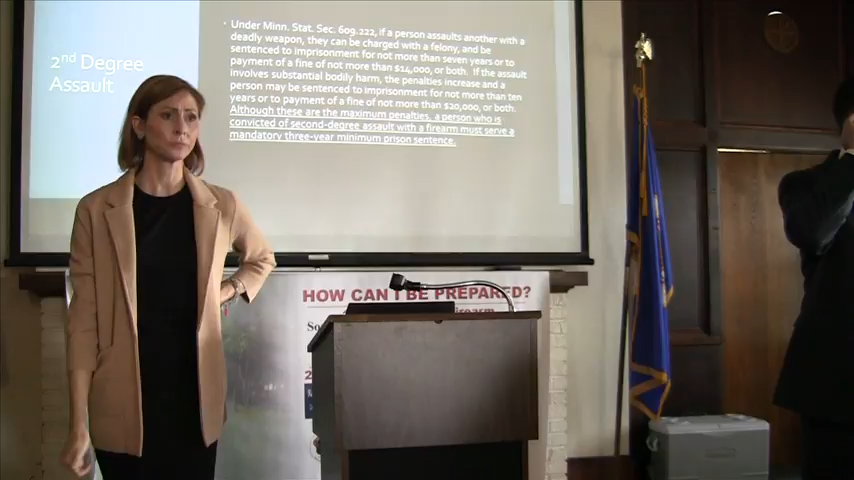 2nd Degree
Assault
Under Minn. Stat. Sec. 609.222, if a person assaults another with a
deadly weapon, they can be charged with a felony, and be
sentenced to imprisonment for not more than seven years or to
payment of a fine of not more than $14,000, or both. If the assault
involves substantial bodily harm, the penalties increase and a
person may be sentenced to imprisonment for not more than ten
years or to payment of a fine of not more than $20,000, or both.
Although these are the maximum penalties, a person who is
convicted of second-degree assault with a firearm must serve a
mandatory three-year minimum prison sentence.
HOW CAN I BE PREPARED?